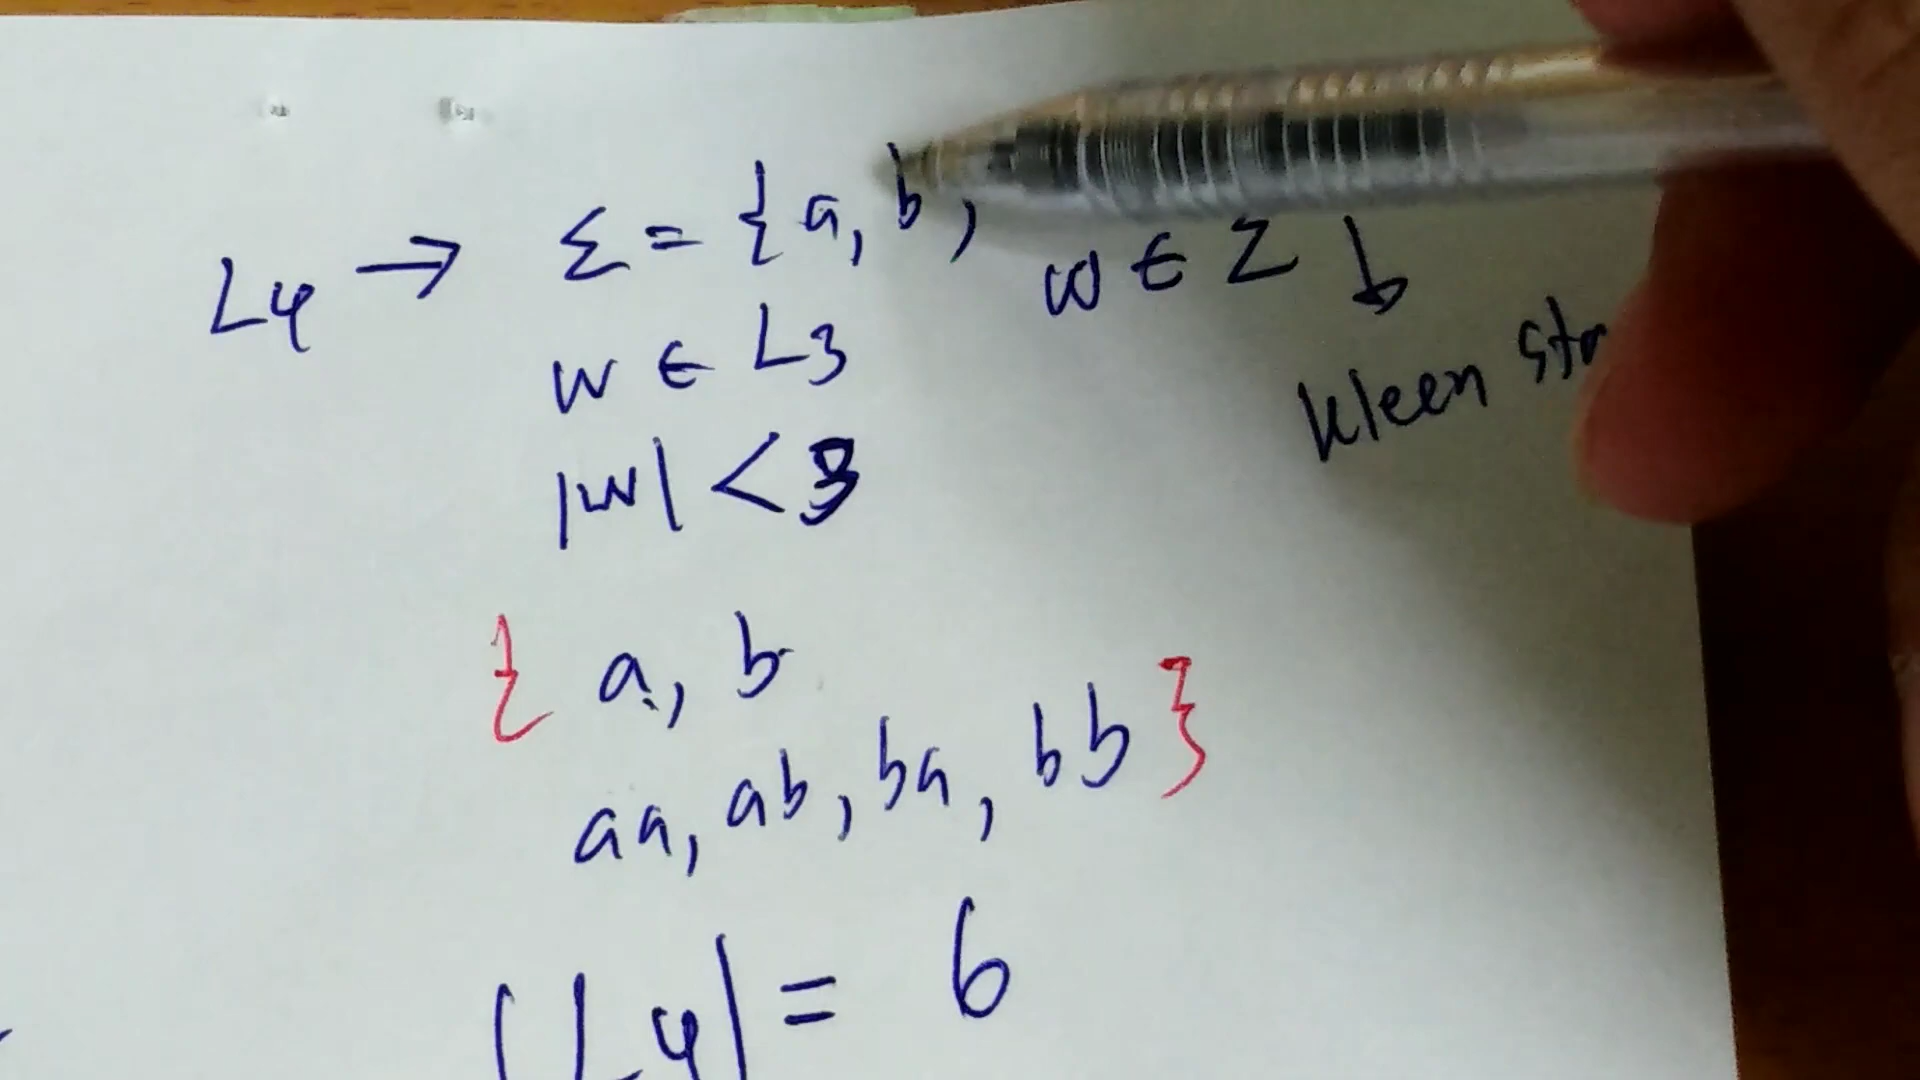 L4 → Σ = {a, b, w ∈ Σ
kleen
w ∈ L3
|w| < 3
{ a, b
aa, ab, ba, bb }
|L4| = 6